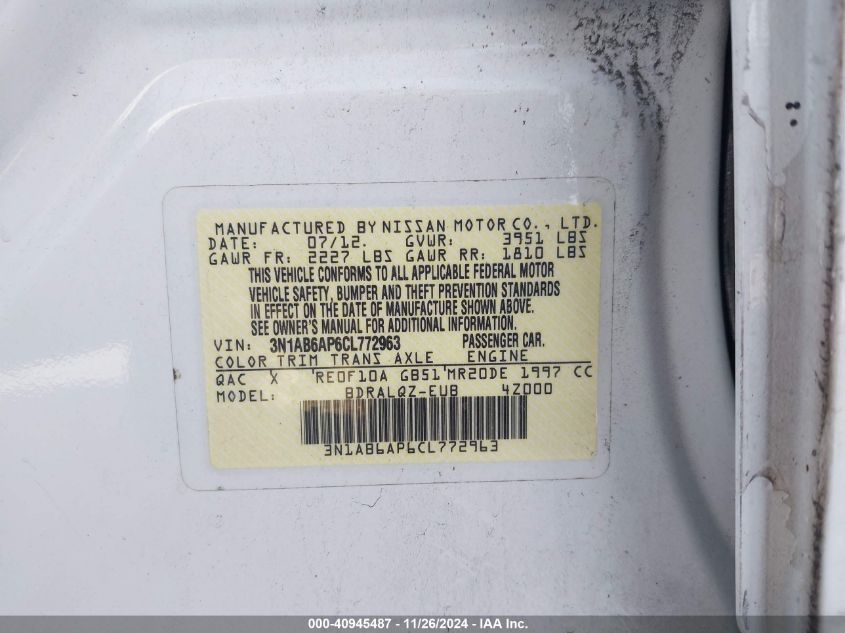 MANUFACTURED BY NISSAN MOTOR CO., LTD.
DATE: 07/12. GVWR: 3951 LBS
GAWR FR: 2227 LBS GAWR RR: 1810 LBS
THIS VEHICLE CONFORMS TO ALL APPLICABLE FEDERAL MOTOR
VEHICLE SAFETY, BUMPER AND THEFT PREVENTION STANDARDS
IN EFFECT ON THE DATE OF MANUFACTURE SHOWN ABOVE.
SEE OWNER'S MANUAL FOR ADDITIONAL INFORMATION.
VIN: 3N1AB6AP6CL772963 PASSENGER CAR.
COLOR TRIM TRANS AXLE ENGINE
QAC X RE0F10A GB51 MR20DE 1997 CC
MODEL: BDRALQZ-EUB 4Z000
3N1AB6AP6CL772963
000-40945487 - 11/26/2024 - IAA Inc.